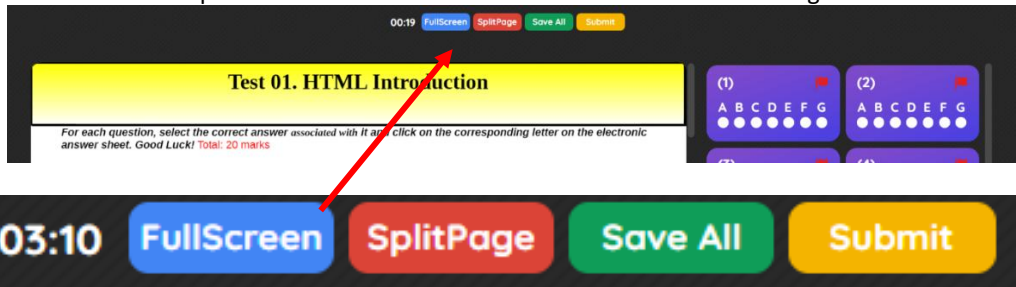 00:19 FullScreen SplitPage Save All Submit
Test 01. HTML Introduction
For each question, select the correct answer associated with it and click on the corresponding letter on the electronic
answer sheet. Good Luck! Total: 20 marks
(1) (2)
A B C D E F G A B C D E F G
03:10 FullScreen SplitPage Save All Submit